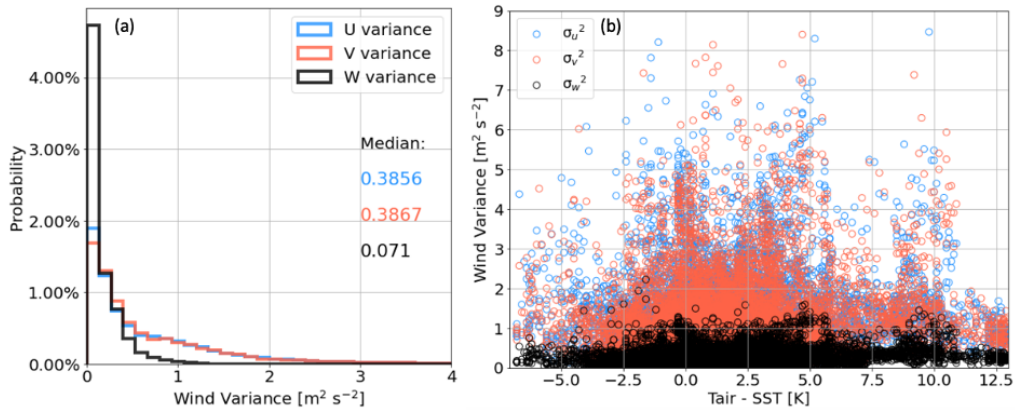 (a)
U variance
V variance
W variance
Median:
0.3856
0.3867
0.071
Probability
4.00%
3.00%
2.00%
1.00%
0.00%
0 1 2 3 4
Wind Variance [m² s⁻²]
(b)
σᵤ²
σᵥ²
σ_w²
Wind Variance [m² s⁻²]
9
8
7
6
5
4
3
2
1
0
−5.0 −2.5 0.0 2.5 5.0 7.5 10.0 12.5
Tair - SST [K]